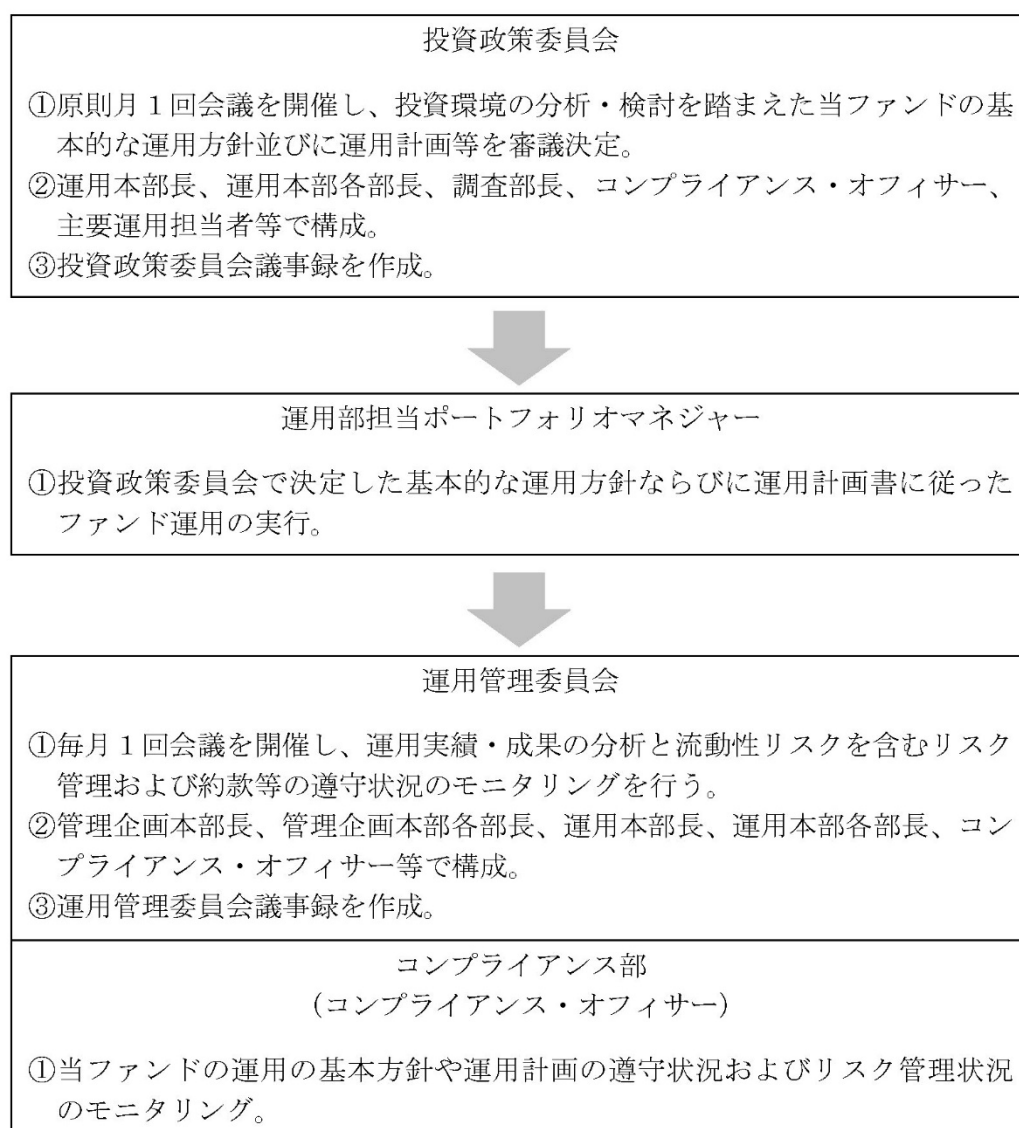 投資政策委員会
①原則月１回会議を開催し、投資環境の分析・検討を踏まえた当ファンドの基
本的な運用方針並びに運用計画等を審議決定。
②運用本部長、運用本部各部長、調査部長、コンプライアンス・オフィサー、
主要運用担当者等で構成。
③投資政策委員会議事録を作成。
運用部担当ポートフォリオマネジャー
①投資政策委員会で決定した基本的な運用方針ならびに運用計画書に従った
ファンド運用の実行。
運用管理委員会
①毎月１回会議を開催し、運用実績・成果の分析と流動性リスクを含むリスク
管理および約款等の遵守状況のモニタリングを行う。
②管理企画本部長、管理企画本部各部長、運用本部長、運用本部各部長、コン
プライアンス・オフィサー等で構成。
③運用管理委員会議事録を作成。
コンプライアンス部
（コンプライアンス・オフィサー）
①当ファンドの運用の基本方針や運用計画の遵守状況およびリスク管理状況
のモニタリング。